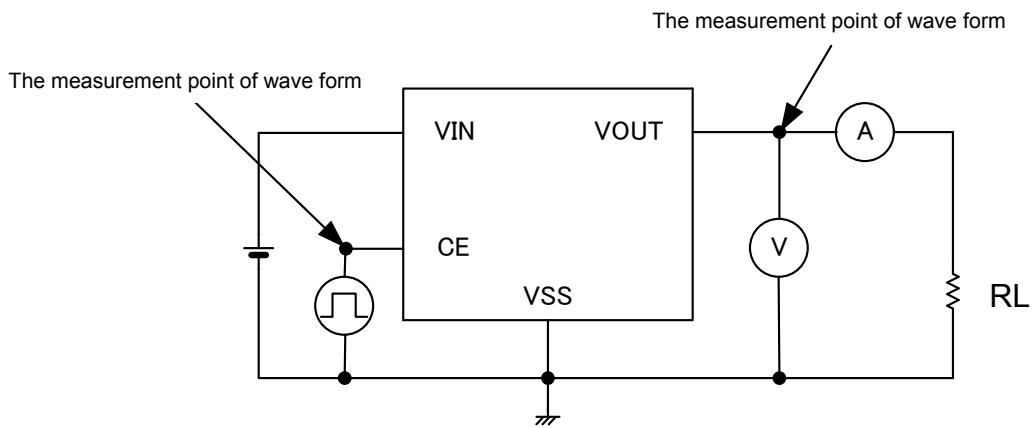 The measurement point of wave form
The measurement point of wave form
VIN
VOUT
A
CE
V
VSS
RL